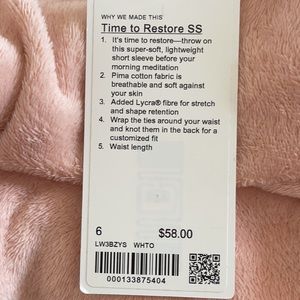 WHY WE MADE THIS
Time to Restore SS
1. It's time to restore—throw on
this super-soft, lightweight
short sleeve before your
morning meditation
2. Pima cotton fabric is
breathable and soft against
your skin
3. Added Lycra® fibre for stretch
and shape retention
4. Wrap the ties around your waist
and knot them in the back for a
customized fit
5. Waist length
6 $58.00
LW3BZYS WHTO
000133875404